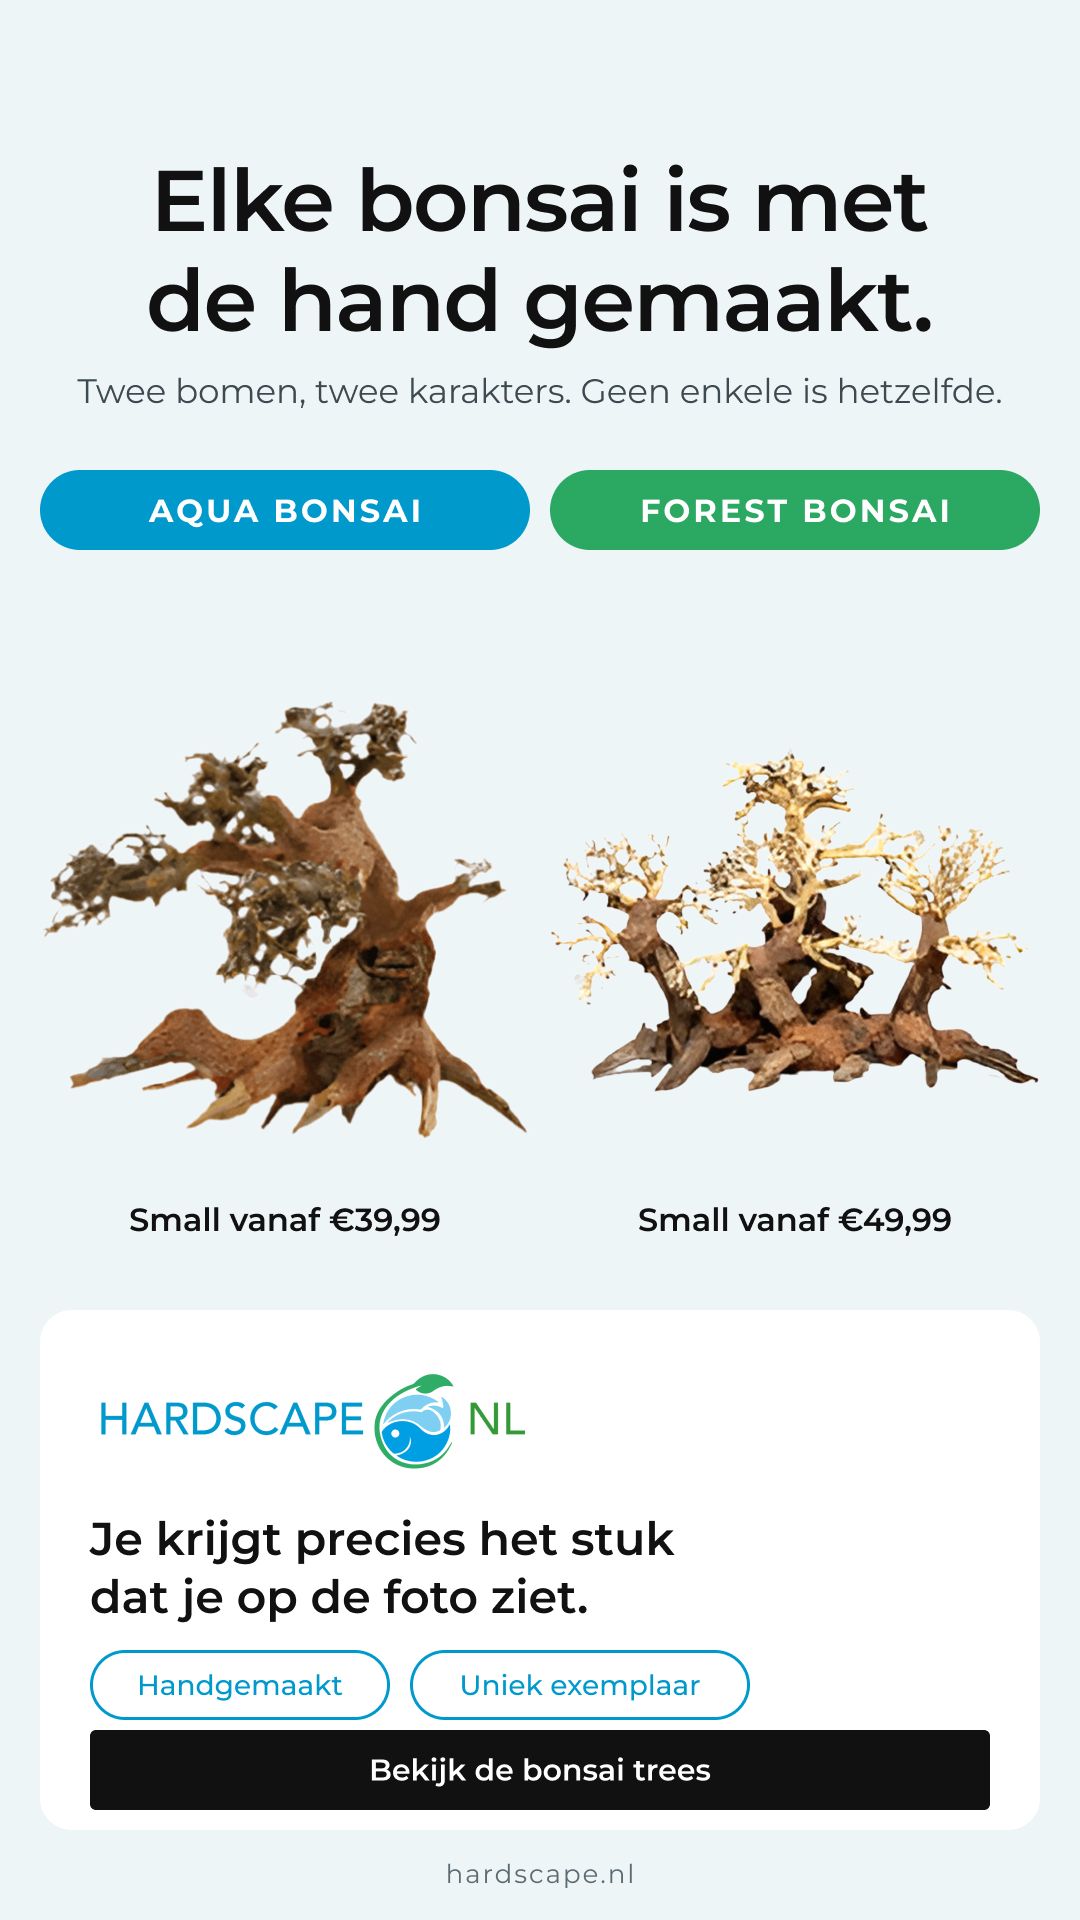 Elke bonsai is met
de hand gemaakt.
Twee bomen, twee karakters. Geen enkele is hetzelfde.
AQUA BONSAI
FOREST BONSAI
Small vanaf €39,99
Small vanaf €49,99
HARDSCAPE NL
Je krijgt precies het stuk
dat je op de foto ziet.
Handgemaakt
Uniek exemplaar
Bekijk de bonsai trees
hardscape.nl